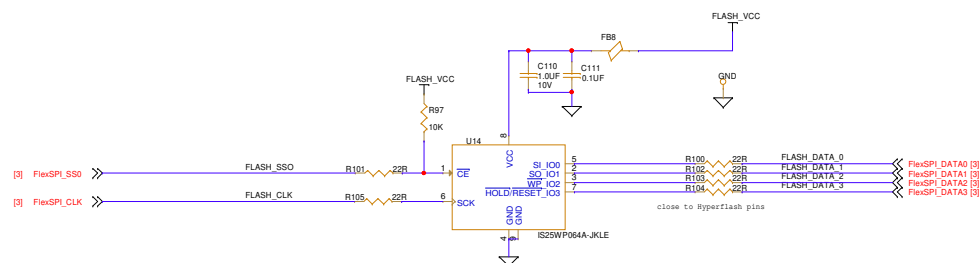 FLASH_VCC
FB8
C110
1.0UF
10V
C111
0.1UF
GND
FLASH_VCC
R97
10K
U14
8
VCC
[3] FlexSPI_SS0
FLASH_SSO
R101
22R
1
CE
[3] FlexSPI_CLK
FLASH_CLK
R105
22R
6
SCK
SI_IO0
5
R100
22R
FLASH_DATA_0
FlexSPI_DATA0 [3]
SO_IO1
2
R102
22R
FLASH_DATA_1
FlexSPI_DATA1 [3]
WP_IO2
3
R103
22R
FLASH_DATA_2
FlexSPI_DATA2 [3]
HOLD/RESET_IO3
7
R104
22R
FLASH_DATA_3
FlexSPI_DATA3 [3]
close to Hyperflash pins
GND
GND
4
9
IS25WP064A-JKLE